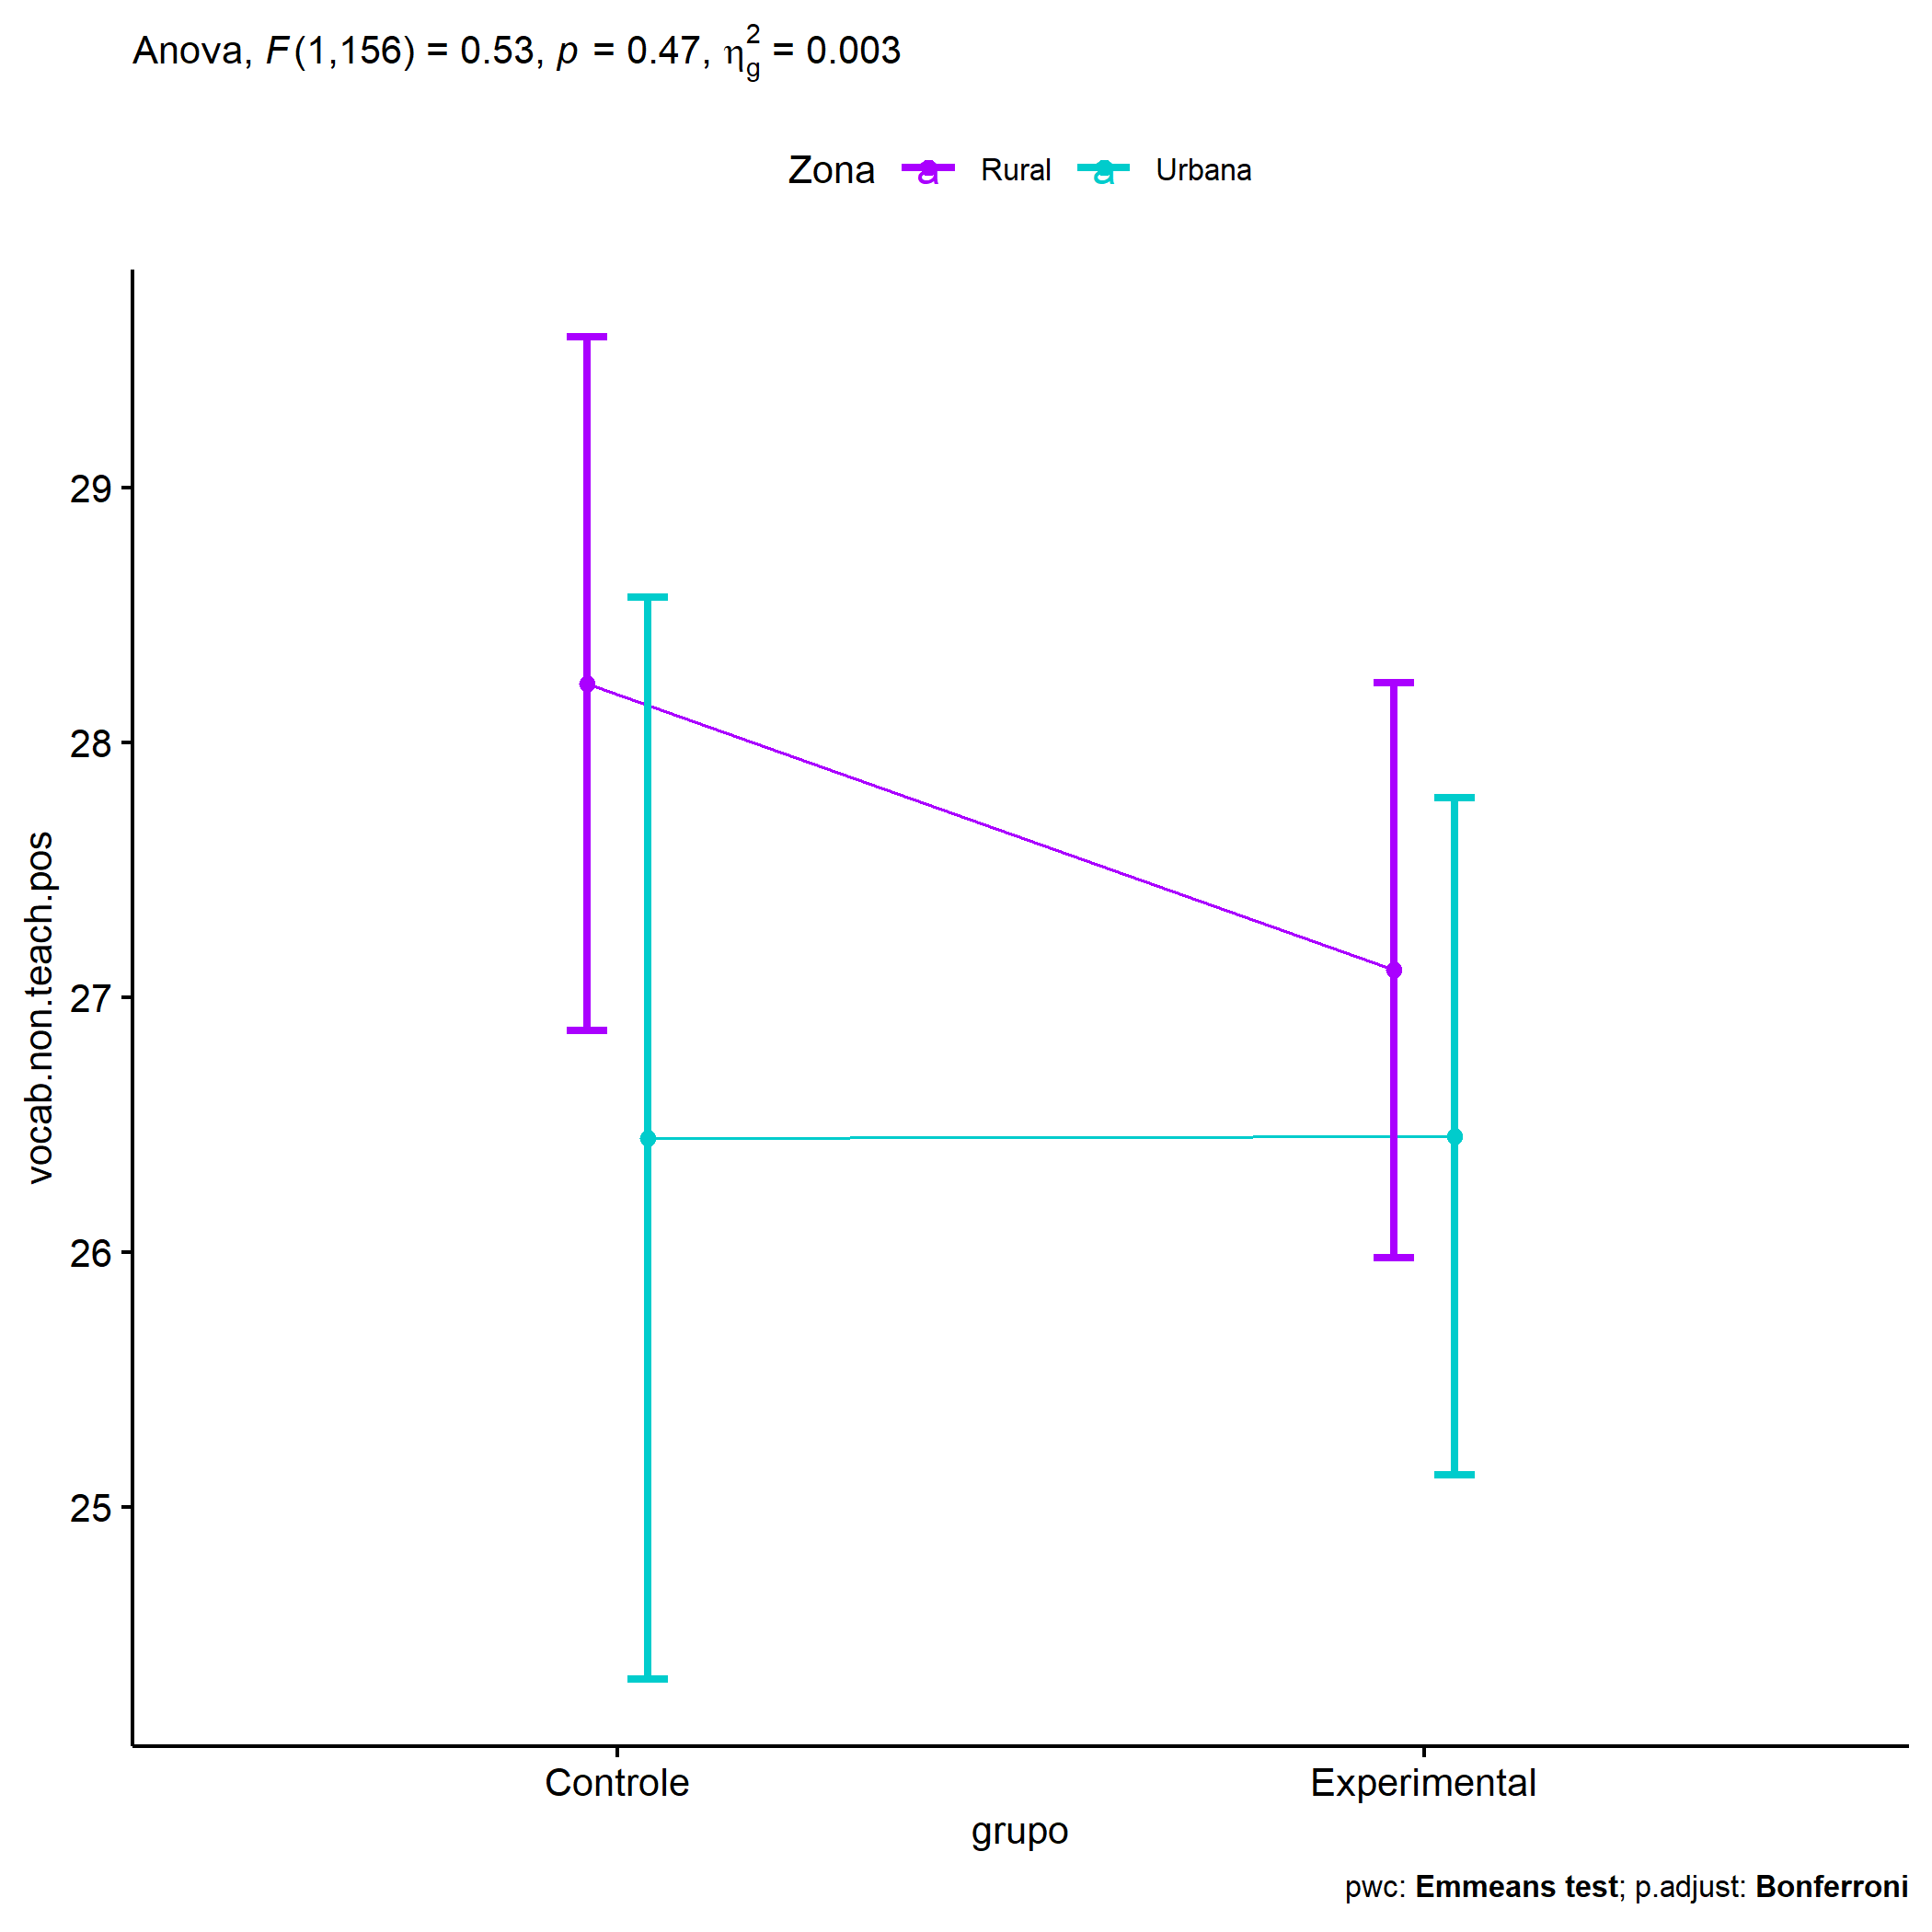 Anova, F(1,156) = 0.53, p = 0.47, η²g = 0.003
Zona a Rural a Urbana
29
28
27
26
25
vocab.non.teach.pos
Controle Experimental
grupo
pwc: Emmeans test; p.adjust: Bonferroni